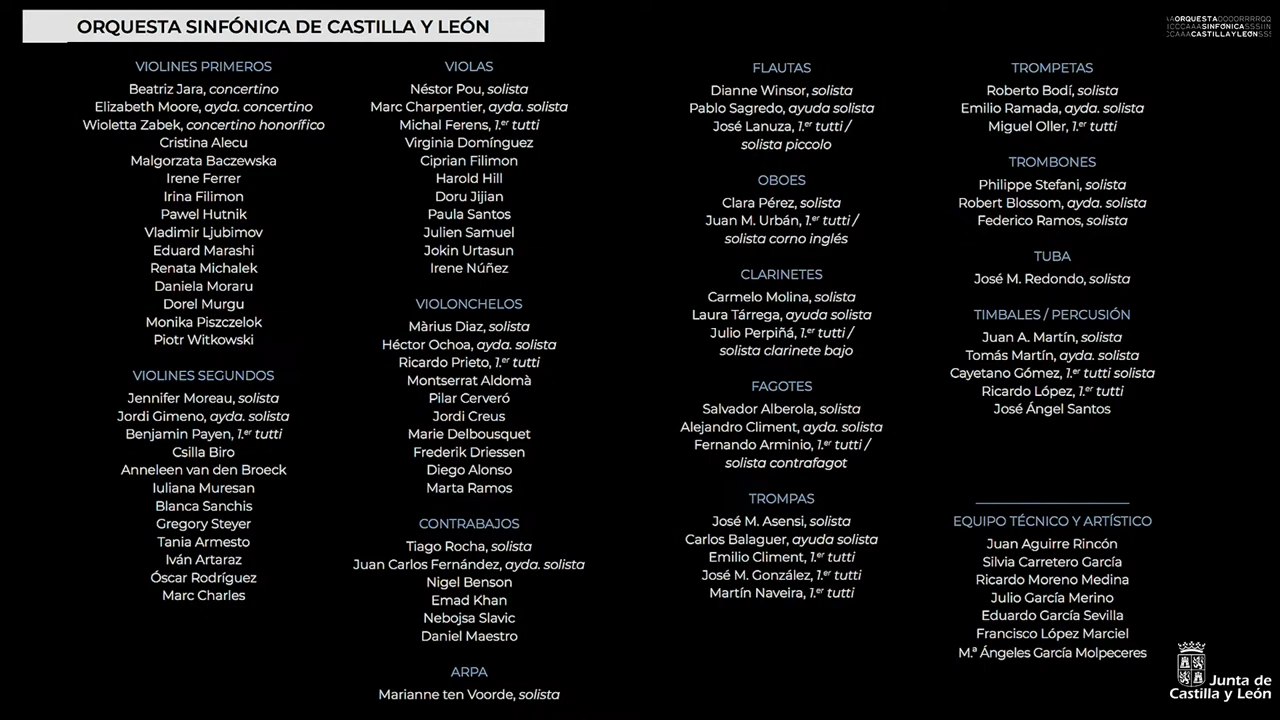 ORQUESTA SINFÓNICA DE CASTILLA Y LEÓN
VIOLINES PRIMEROS
Beatriz Jara, concertino
Elizabeth Moore, ayda. concertino
Wioletta Zabek, concertino honorífico
Cristina Alecu
Malgorzata Baczewska
Irene Ferrer
Irina Filimon
Pawel Hutnik
Vladimir Ljubimov
Eduard Marashi
Renata Michalek
Daniela Moraru
Dorel Murgu
Monika Piszczelok
Piotr Witkowski
VIOLINES SEGUNDOS
Jennifer Moreau, solista
Jordi Gimeno, ayda. solista
Benjamin Payen, 1.er tutti
Csilla Biro
Anneleen van den Broeck
Iuliana Muresan
Blanca Sanchis
Gregory Steyer
Tania Armesto
Iván Artaraz
Óscar Rodríguez
Marc Charles
VIOLAS
Néstor Pou, solista
Marc Charpentier, ayda. solista
Michal Ferens, 1.er tutti
Virginia Domínguez
Ciprian Filimon
Harold Hill
Doru Jijian
Paula Santos
Julien Samuel
Jokin Urtasun
Irene Núñez
VIOLONCHELOS
Màrius Diaz, solista
Héctor Ochoa, ayda. solista
Ricardo Prieto, 1.er tutti
Montserrat Aldomà
Pilar Cerveró
Jordi Creus
Marie Delbousquet
Frederik Driessen
Diego Alonso
Marta Ramos
CONTRABAJOS
Tiago Rocha, solista
Juan Carlos Fernández, ayda. solista
Nigel Benson
Emad Khan
Nebojsa Slavic
Daniel Maestro
ARPA
Marianne ten Voorde, solista
FLAUTAS
Dianne Winsor, solista
Pablo Sagredo, ayuda solista
José Lanuza, 1.er tutti /
solista piccolo
OBOES
Clara Pérez, solista
Juan M. Urbán, 1.er tutti /
solista corno inglés
CLARINETES
Carmelo Molina, solista
Laura Tárrega, ayuda solista
Julio Perpiñá, 1.er tutti /
solista clarinete bajo
FAGOTES
Salvador Alberola, solista
Alejandro Climent, ayda. solista
Fernando Arminio, 1.er tutti /
solista contrafagot
TROMPAS
José M. Asensi, solista
Carlos Balaguer, ayuda solista
Emilio Climent, 1.er tutti
José M. González, 1.er tutti
Martín Naveira, 1.er tutti
TROMPETAS
Roberto Bodí, solista
Emilio Ramada, ayda. solista
Miguel Oller, 1.er tutti
TROMBONES
Philippe Stefani, solista
Robert Blossom, ayda. solista
Federico Ramos, solista
TUBA
José M. Redondo, solista
TIMBALES / PERCUSIÓN
Juan A. Martín, solista
Tomás Martín, ayda. solista
Cayetano Gómez, 1.er tutti solista
Ricardo López, 1.er tutti
José Ángel Santos
EQUIPO TÉCNICO Y ARTÍSTICO
Juan Aguirre Rincón
Silvia Carretero García
Ricardo Moreno Medina
Julio García Merino
Eduardo García Sevilla
Francisco López Marciel
M.ª Ángeles García Molpeceres
AAORQUESTAOOOORRRRQQ
ICCCAAASINFÓNICASSSSIN
ICCCAAACASTILLAYLEÓNSSS
Junta de
Castilla y León